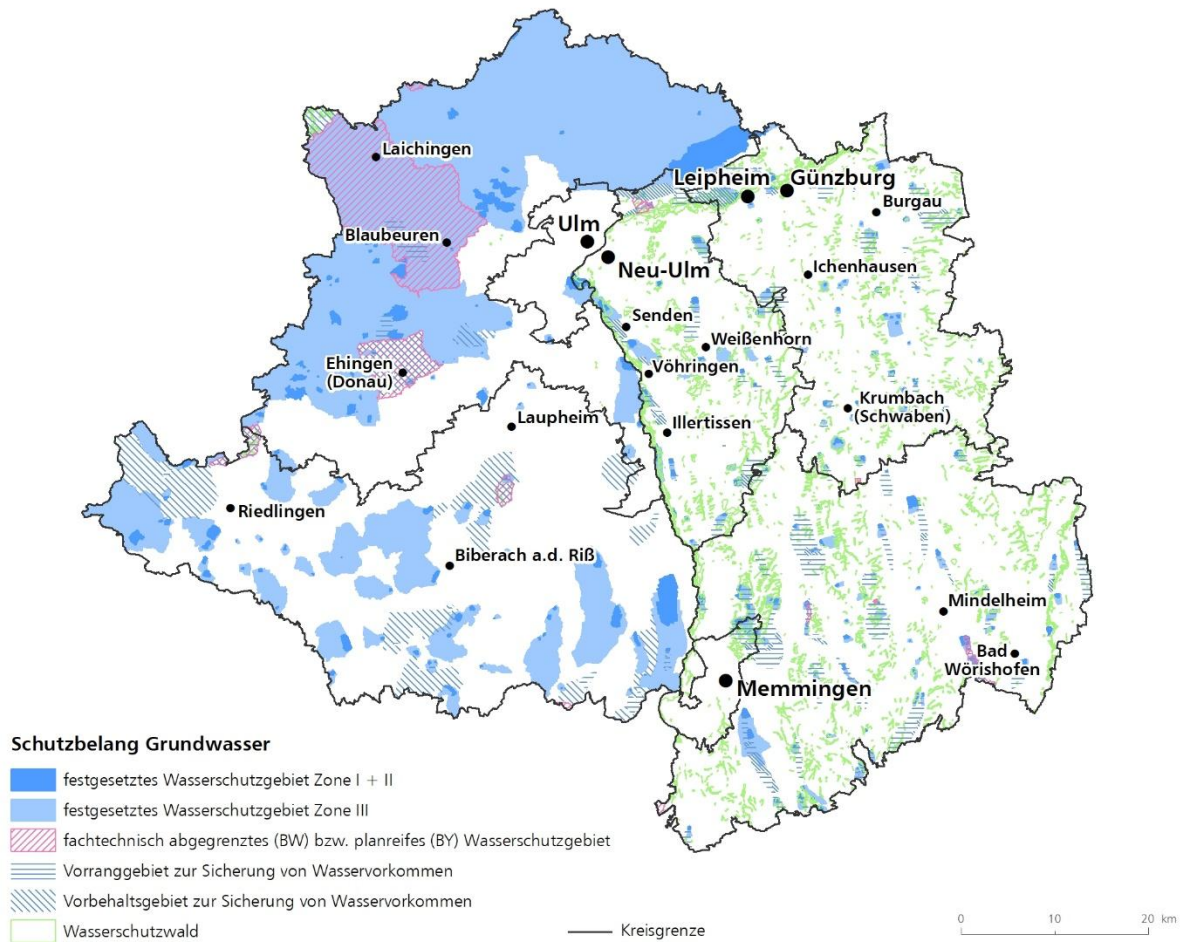 Laichingen
Leipheim
Günzburg
Burgau
Ulm
Blaubeuren
Neu-Ulm
Ichenhausen
Senden
Weißenhorn
Ehingen
(Donau)
Vöhringen
Krumbach
(Schwaben)
Laupheim
Illertissen
Riedlingen
Biberach a.d. Riß
Mindelheim
Bad
Wörishofen
Memmingen
Schutzbelang Grundwasser
festgesetztes Wasserschutzgebiet Zone I + II
festgesetztes Wasserschutzgebiet Zone III
fachtechnisch abgegrenztes (BW) bzw. planreifes (BY) Wasserschutzgebiet
Vorranggebiet zur Sicherung von Wasservorkommen
Vorbehaltsgebiet zur Sicherung von Wasservorkommen
Wasserschutzwald
Kreisgrenze
0 10 20 km